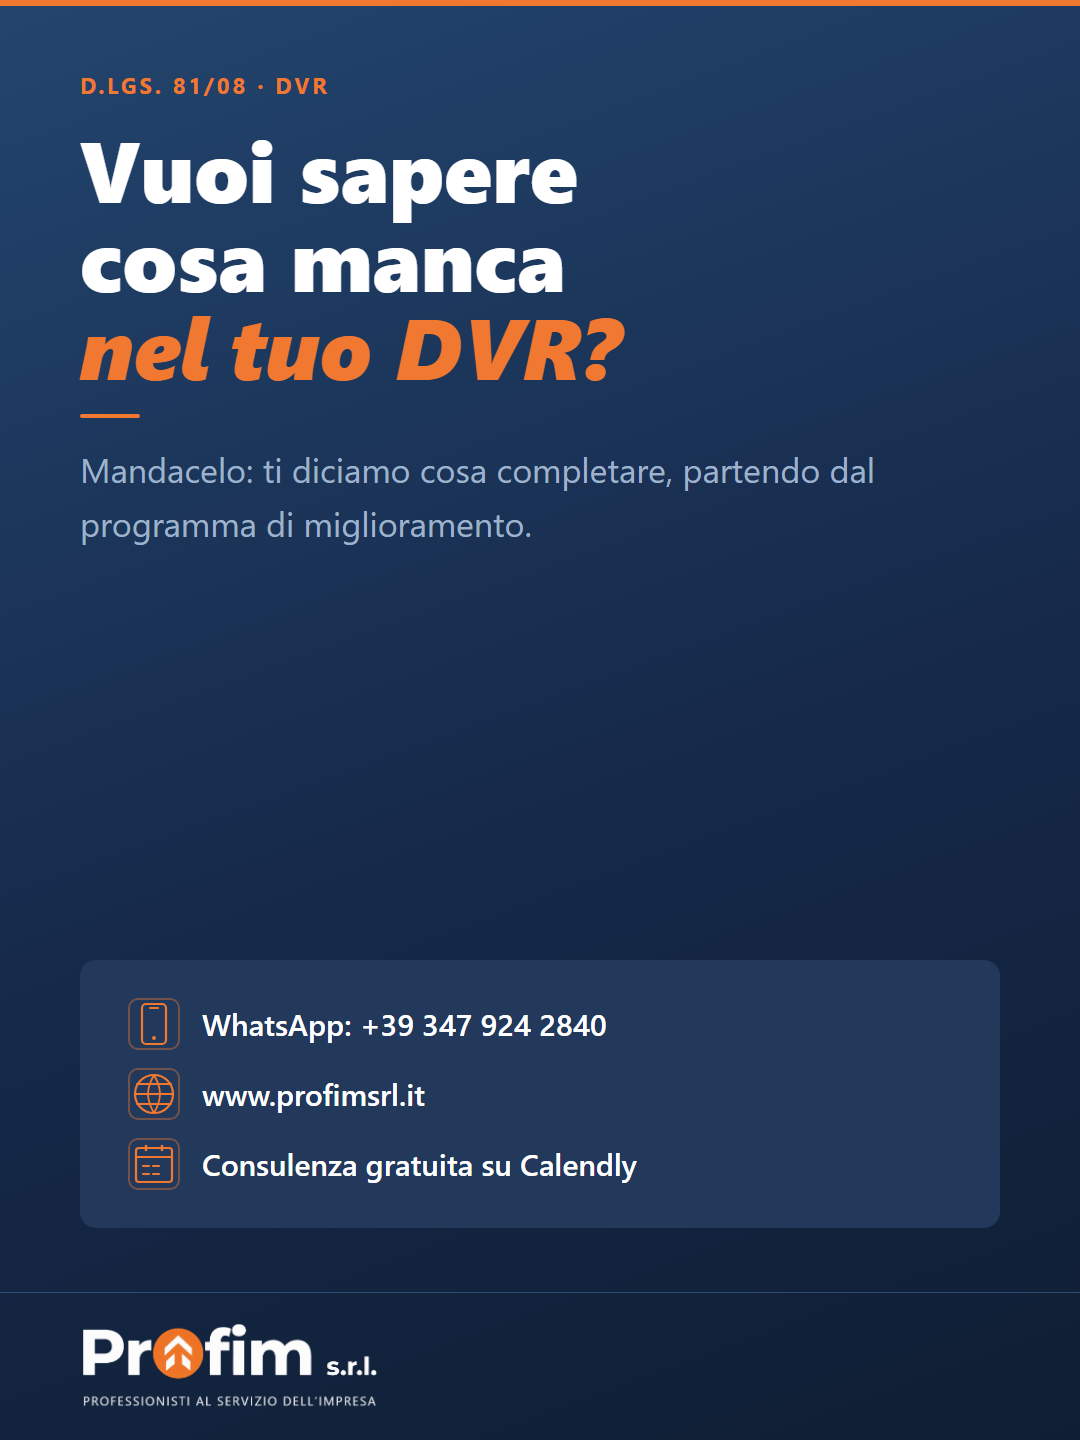 D.LGS. 81/08 · DVR
Vuoi sapere
cosa manca
nel tuo DVR?
Mandacelo: ti diciamo cosa completare, partendo dal
programma di miglioramento.
WhatsApp: +39 347 924 2840
www.profimsrl.it
Consulenza gratuita su Calendly
Profim s.r.l.
PROFESSIONISTI AL SERVIZIO DELL'IMPRESA